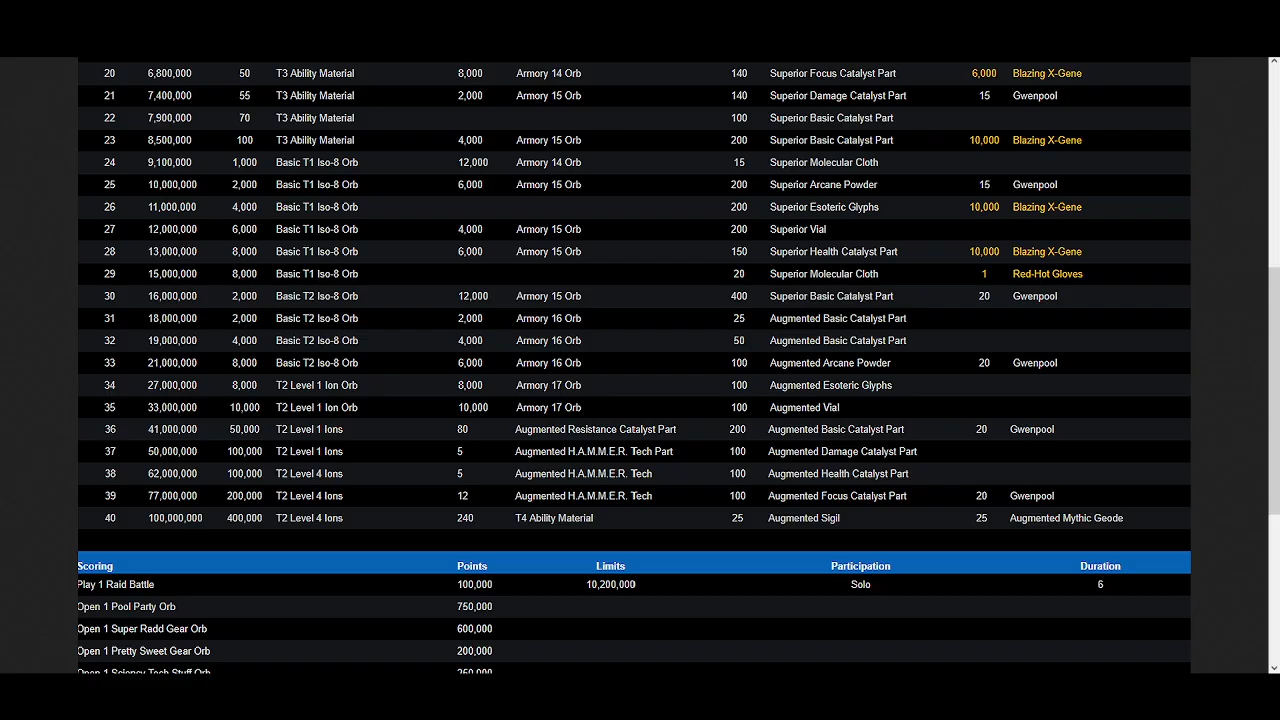 20 6,800,000 50 T3 Ability Material 8,000 Armory 14 Orb 140 Superior Focus Catalyst Part 6,000 Blazing X-Gene
21 7,400,000 55 T3 Ability Material 2,000 Armory 15 Orb 140 Superior Damage Catalyst Part 15 Gwenpool
22 7,900,000 70 T3 Ability Material 100 Superior Basic Catalyst Part
23 8,500,000 100 T3 Ability Material 4,000 Armory 15 Orb 200 Superior Basic Catalyst Part 10,000 Blazing X-Gene
24 9,100,000 1,000 Basic T1 Iso-8 Orb 12,000 Armory 14 Orb 15 Superior Molecular Cloth
25 10,000,000 2,000 Basic T1 Iso-8 Orb 6,000 Armory 15 Orb 200 Superior Arcane Powder 15 Gwenpool
26 11,000,000 4,000 Basic T1 Iso-8 Orb 200 Superior Esoteric Glyphs 10,000 Blazing X-Gene
27 12,000,000 6,000 Basic T1 Iso-8 Orb 4,000 Armory 15 Orb 200 Superior Vial
28 13,000,000 8,000 Basic T1 Iso-8 Orb 6,000 Armory 15 Orb 150 Superior Health Catalyst Part 10,000 Blazing X-Gene
29 15,000,000 8,000 Basic T1 Iso-8 Orb 20 Superior Molecular Cloth 1 Red-Hot Gloves
30 16,000,000 2,000 Basic T2 Iso-8 Orb 12,000 Armory 15 Orb 400 Superior Basic Catalyst Part 20 Gwenpool
31 18,000,000 2,000 Basic T2 Iso-8 Orb 2,000 Armory 16 Orb 25 Augmented Basic Catalyst Part
32 19,000,000 4,000 Basic T2 Iso-8 Orb 4,000 Armory 16 Orb 50 Augmented Basic Catalyst Part
33 21,000,000 8,000 Basic T2 Iso-8 Orb 6,000 Armory 16 Orb 100 Augmented Arcane Powder 20 Gwenpool
34 27,000,000 8,000 T2 Level 1 Ion Orb 8,000 Armory 17 Orb 100 Augmented Esoteric Glyphs
35 33,000,000 10,000 T2 Level 1 Ion Orb 10,000 Armory 17 Orb 100 Augmented Vial
36 41,000,000 50,000 T2 Level 1 Ions 80 Augmented Resistance Catalyst Part 200 Augmented Basic Catalyst Part 20 Gwenpool
37 50,000,000 100,000 T2 Level 1 Ions 5 Augmented H.A.M.M.E.R. Tech Part 100 Augmented Damage Catalyst Part
38 62,000,000 100,000 T2 Level 4 Ions 5 Augmented H.A.M.M.E.R. Tech 100 Augmented Health Catalyst Part
39 77,000,000 200,000 T2 Level 4 Ions 12 Augmented H.A.M.M.E.R. Tech 100 Augmented Focus Catalyst Part 20 Gwenpool
40 100,000,000 400,000 T2 Level 4 Ions 240 T4 Ability Material 25 Augmented Sigil 25 Augmented Mythic Geode
Scoring Points Limits Participation Duration
Play 1 Raid Battle 100,000 10,200,000 Solo 6
Open 1 Pool Party Orb 750,000
Open 1 Super Radd Gear Orb 600,000
Open 1 Pretty Sweet Gear Orb 200,000
Open 1 Sciency Tech Stuff Orb